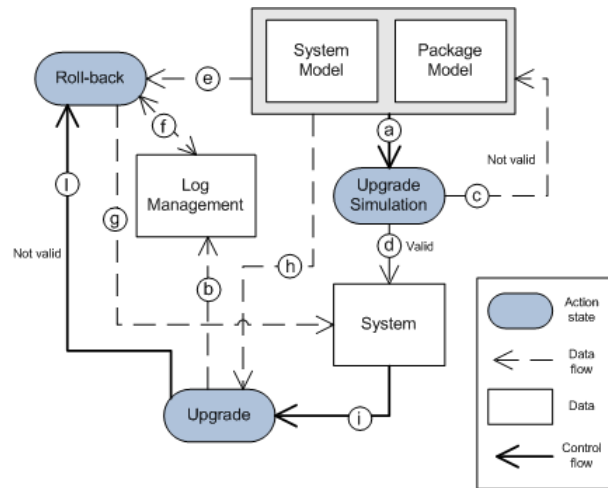 System
Model
Package
Model
Roll-back
e
f
a
Not valid
l
Log
Management
Upgrade
Simulation
c
g
Not valid
h
d
Valid
b
System
Action
state
Data
flow
Upgrade
i
Data
Control
flow